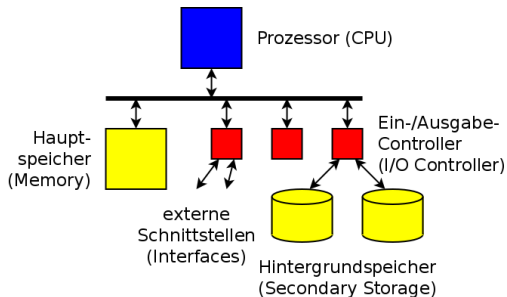 Prozessor (CPU)
Haupt-
speicher
(Memory)
Ein-/Ausgabe-
Controller
(I/O Controller)
externe
Schnittstellen
(Interfaces)
Hintergrundspeicher
(Secondary Storage)